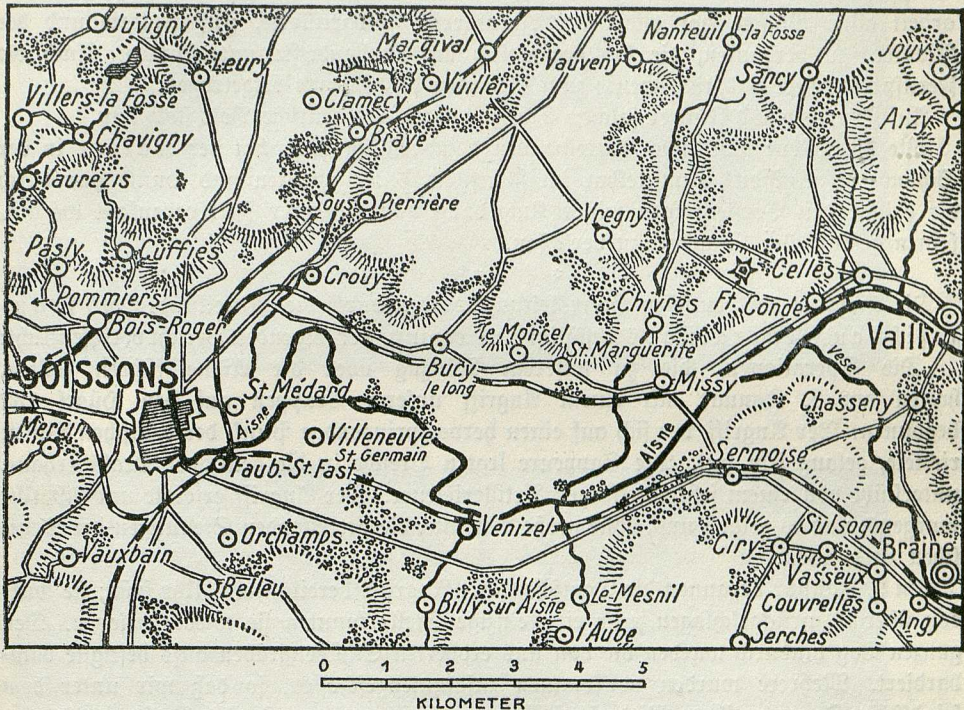 Juvigny
Leury
Margival
Vuillery
Vauveny
Nanteuil-la Fosse
Sancy
Jouy
Villers-la Fosse
Clamecy
Aizy
Chavigny
Braye
Vaurezis
Sous Pierrière
Vregny
Pasly
Cuffies
Crouy
Celles
Pommiers
Chivres
Ft. Condé
Bois-Roger
le Moncel
St. Marguerite
Vailly
Bucy
le long
Missy
Vesle
SOISSONS
St. Médard
Chasseny
Aisne
Aisne
Mercin
Villeneuve
St. Germain
Sermoise
Faub.-St. Fast
Venizel
Sulsogne
Vauxbain
Orchamps
Ciry
Braine
Vasseux
Belleu
Billy sur Aisne
le-Mesnil
Couvrelles
Angy
l'Aube
Serches
0 1 2 3 4 5
KILOMETER